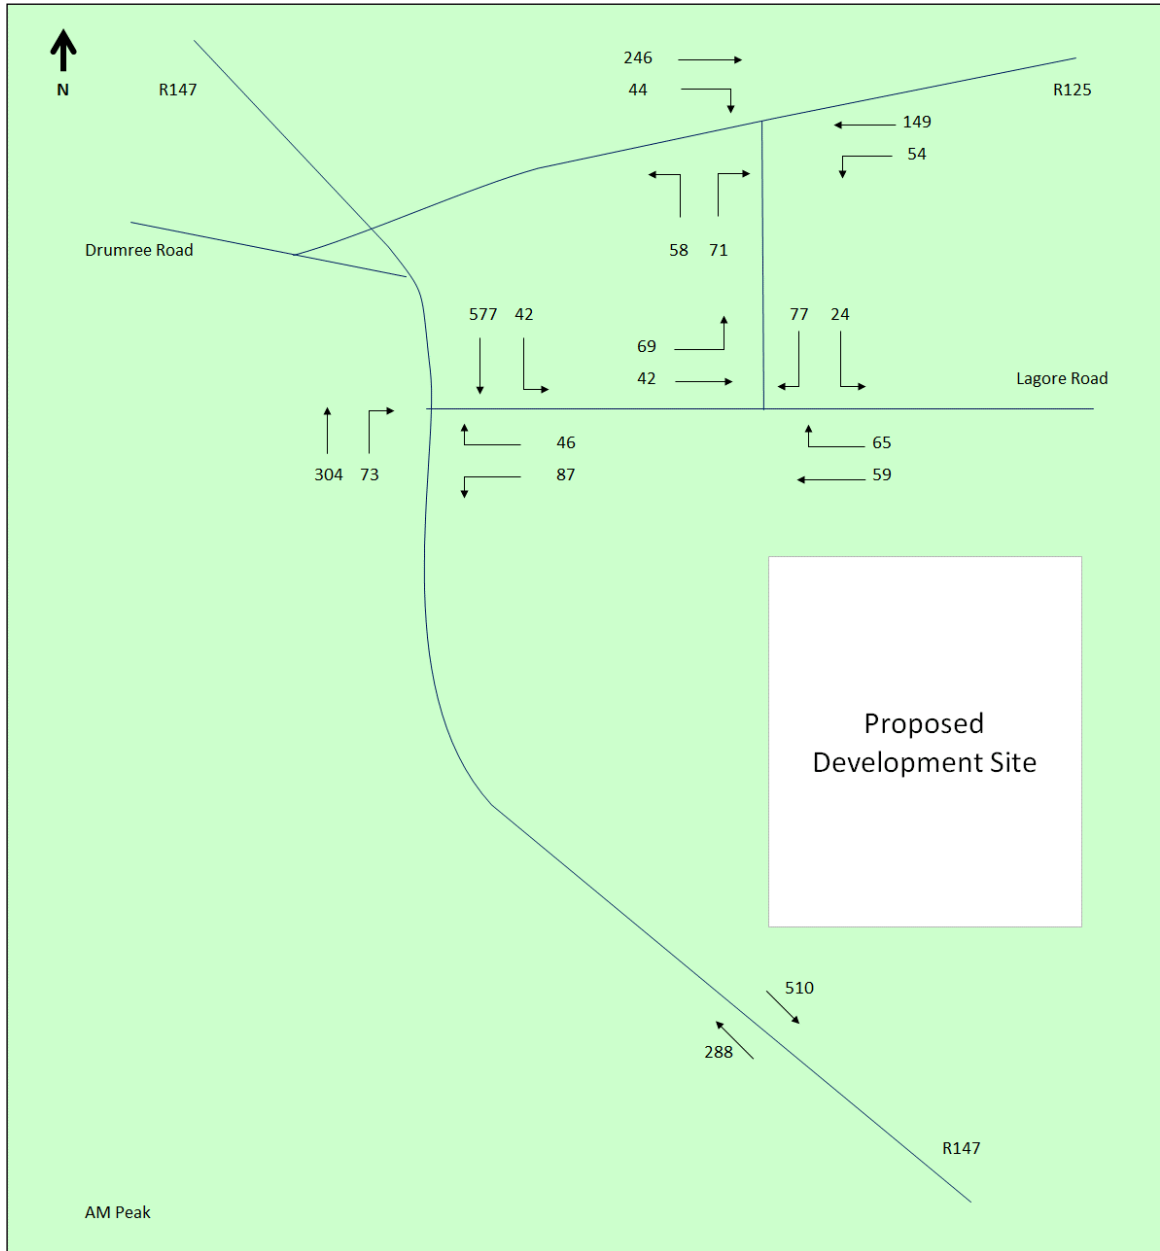 246
N
R147
44
R125
149
54
Drumree Road
58 71
577 42
77 24
69
42
Lagore Road
46
65
304 73
87
59
Proposed
Development Site
510
288
R147
AM Peak